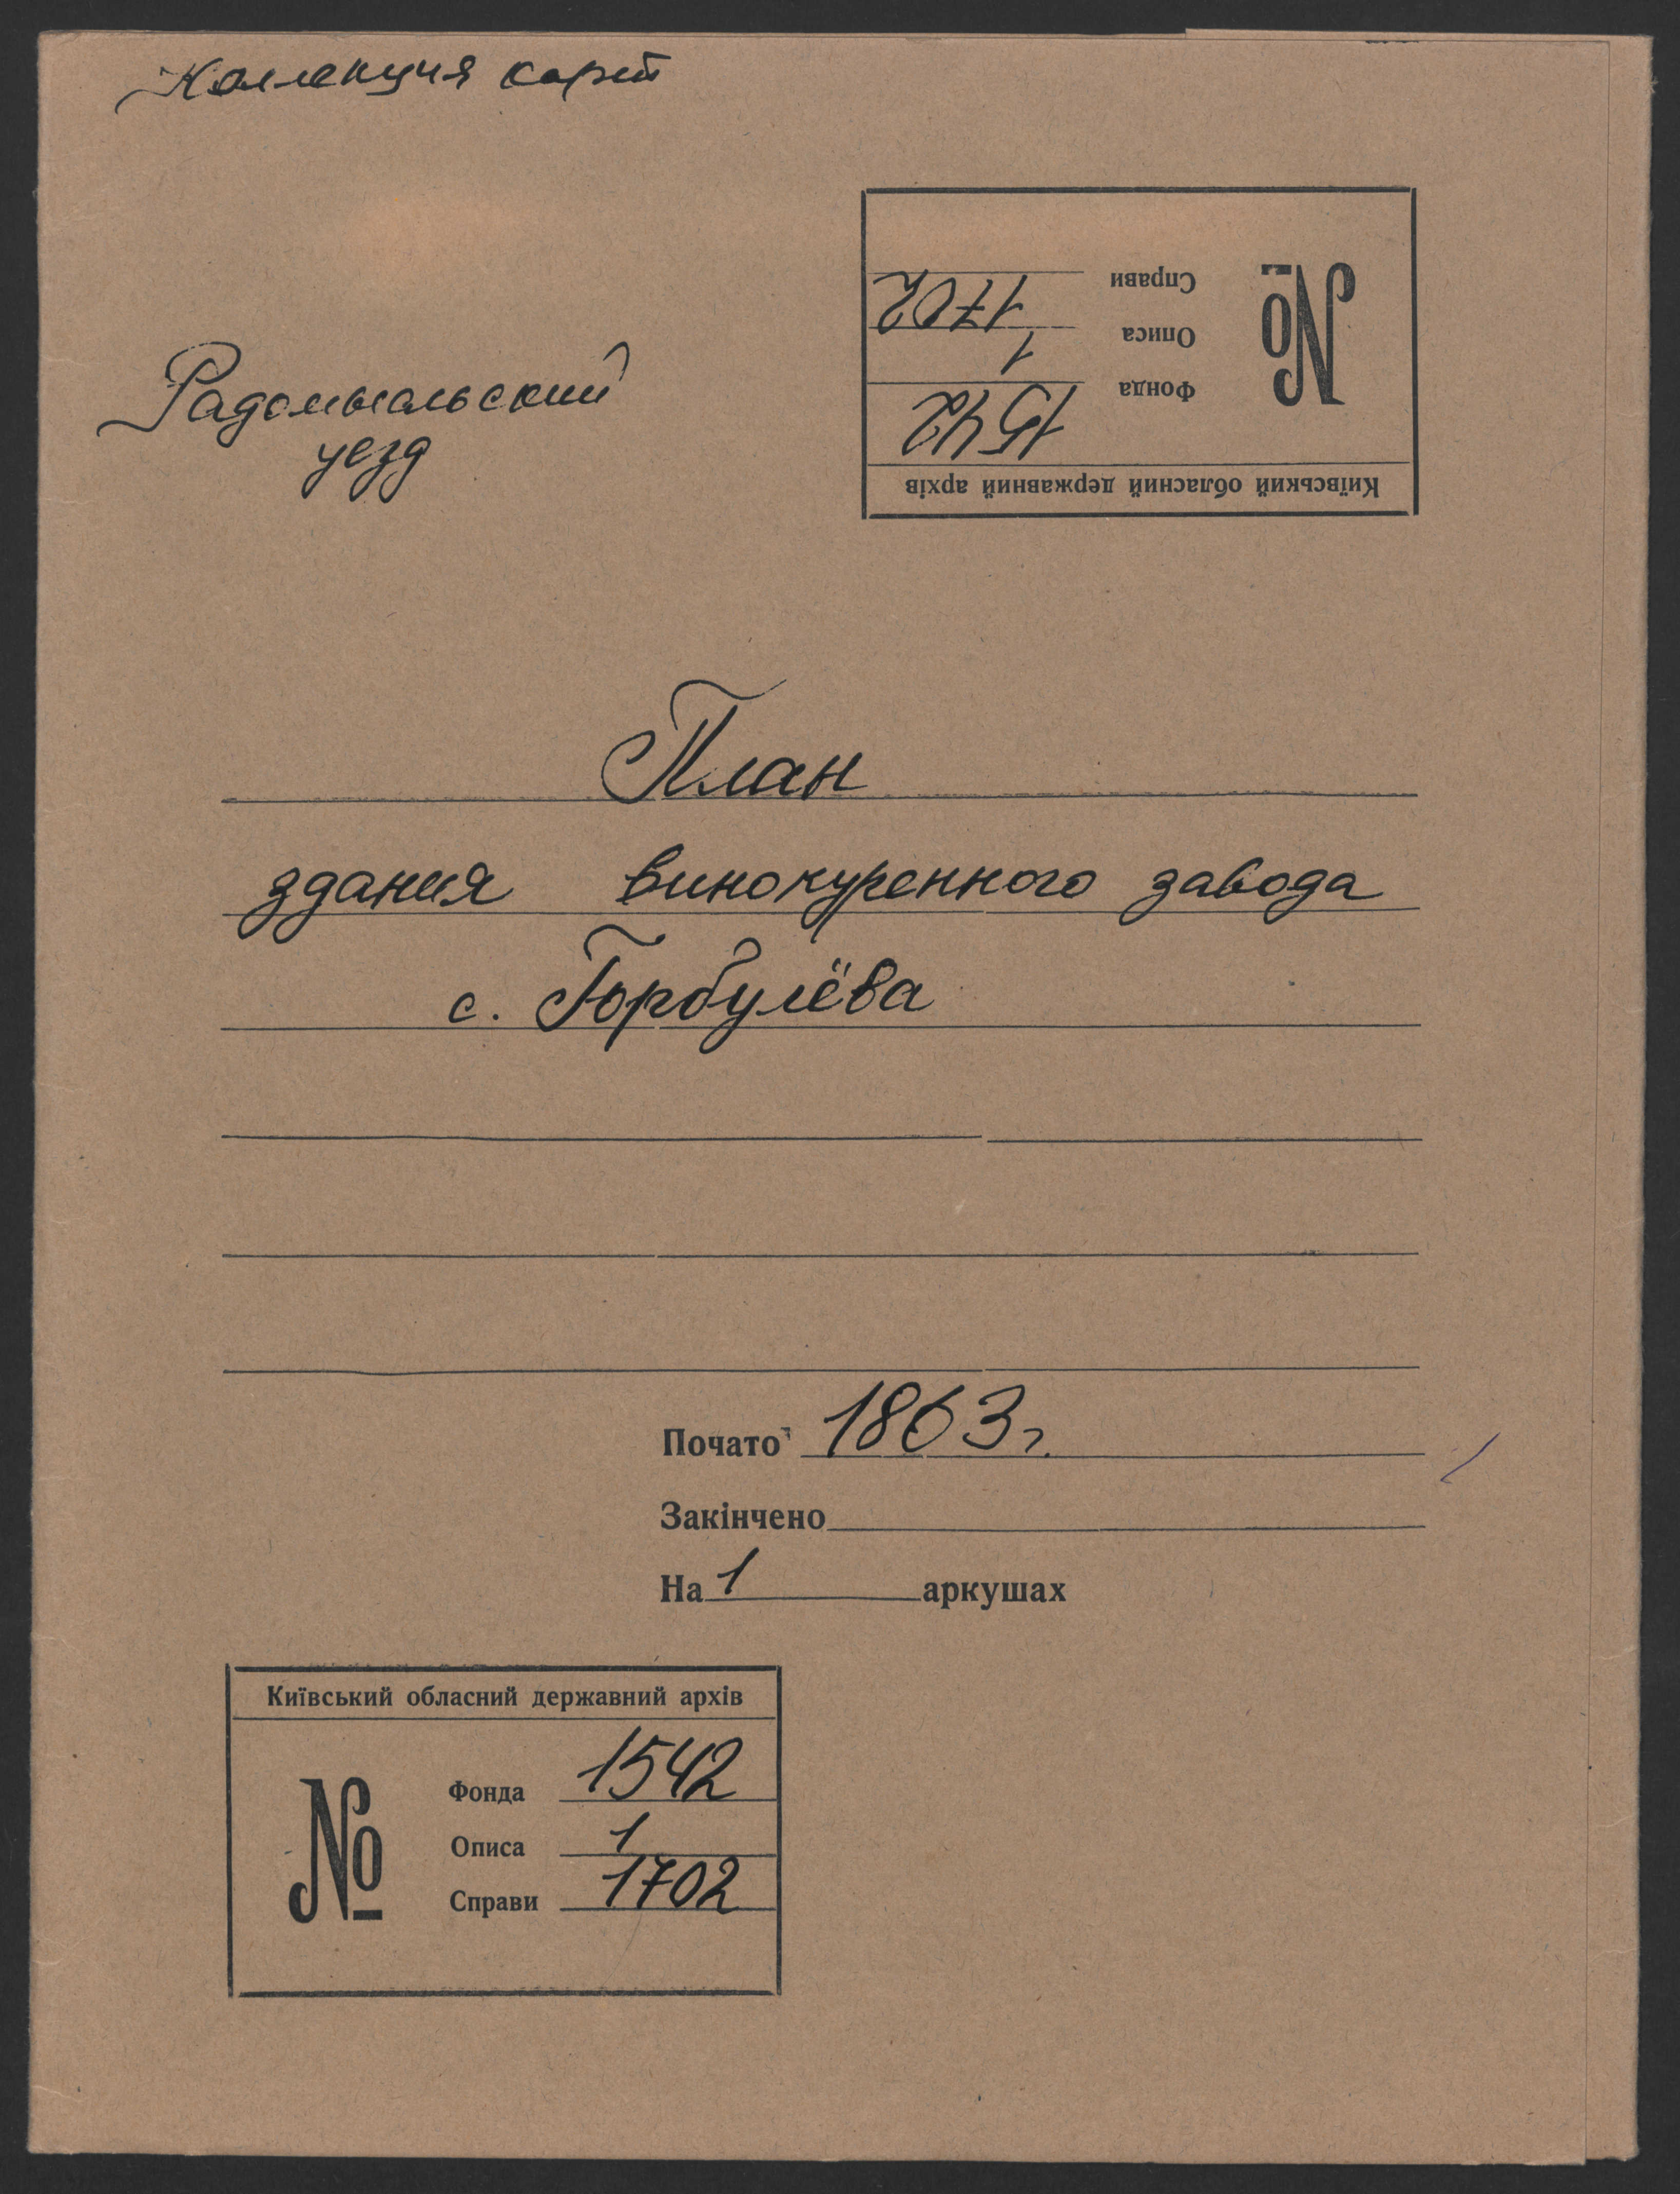 Коллекция карт
Справи 1702
Описа 1
Фонда 1542
№
Київський обласний державний архів
Радомысльский
уезд
План
здания винокуренного завода
с. Горбулёва
Почато 1863 г.
Закінчено
На 1 аркушах
Київський обласний державний архів
№
Фонда 1542
Описа 1
Справи 1702